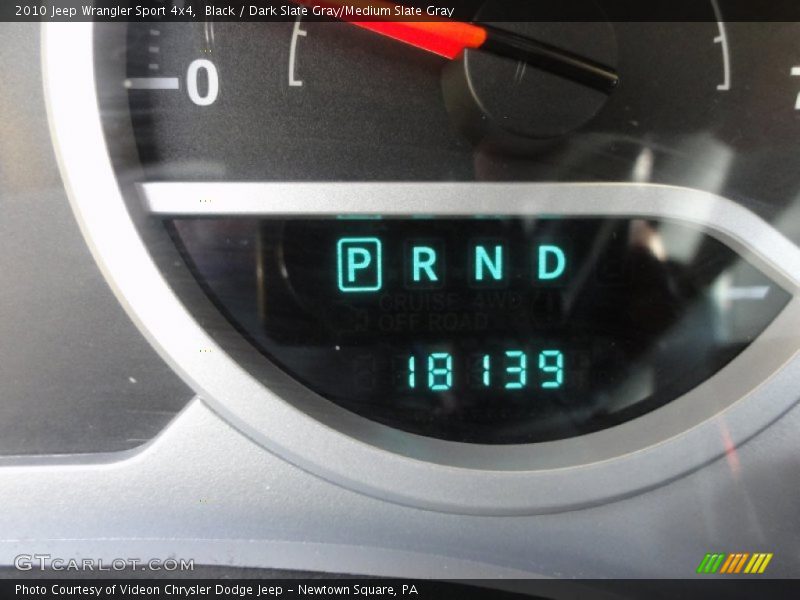 2010 Jeep Wrangler Sport 4x4, Black / Dark Slate Gray/Medium Slate Gray
0
P R N D
CRUISE 4WD
OFF ROAD
18139
GTCARLOT.COM
Photo Courtesy of Videon Chrysler Dodge Jeep - Newtown Square, PA